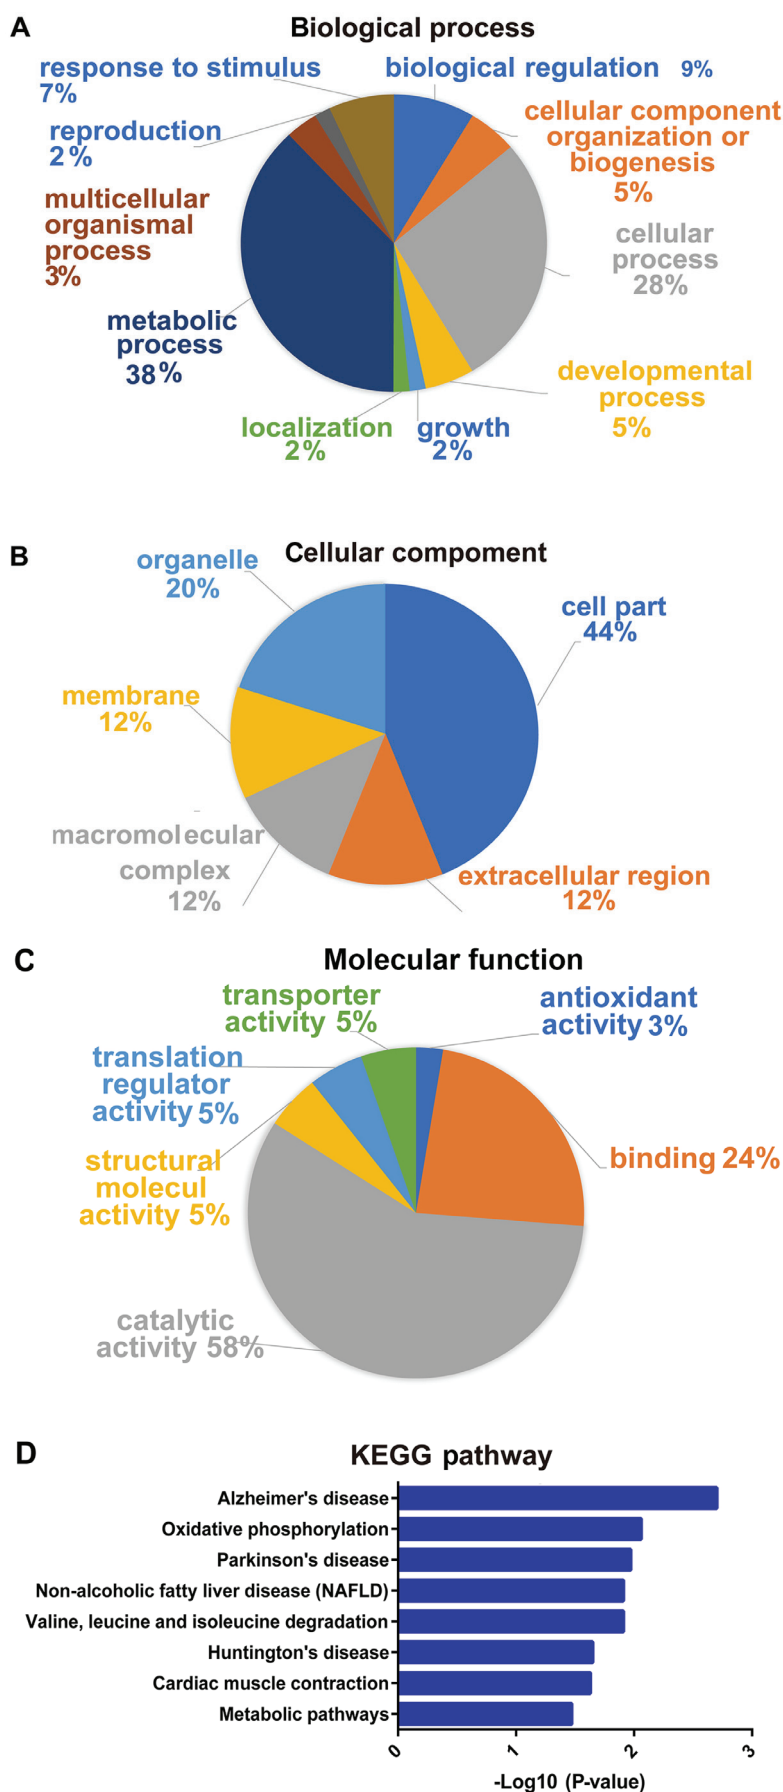 A
Biological process
response to stimulus
7%
biological regulation 9%
reproduction
2%
cellular component
organization or
biogenesis
5%
multicellular
organismal
process
3%
cellular
process
28%
metabolic
process
38%
developmental
process
5%
localization
2%
growth
2%
B
Cellular compoment
organelle
20%
cell part
44%
membrane
12%
macromolecular
complex
12%
extracellular region
12%
C
Molecular function
transporter
activity 5%
antioxidant
activity 3%
translation
regulator
activity 5%
binding 24%
structural
molecul
activity 5%
catalytic
activity 58%
D
KEGG pathway
Alzheimer's disease
Oxidative phosphorylation
Parkinson's disease
Non-alcoholic fatty liver disease (NAFLD)
Valine, leucine and isoleucine degradation
Huntington's disease
Cardiac muscle contraction
Metabolic pathways
0 1 2 3
-Log10 (P-value)